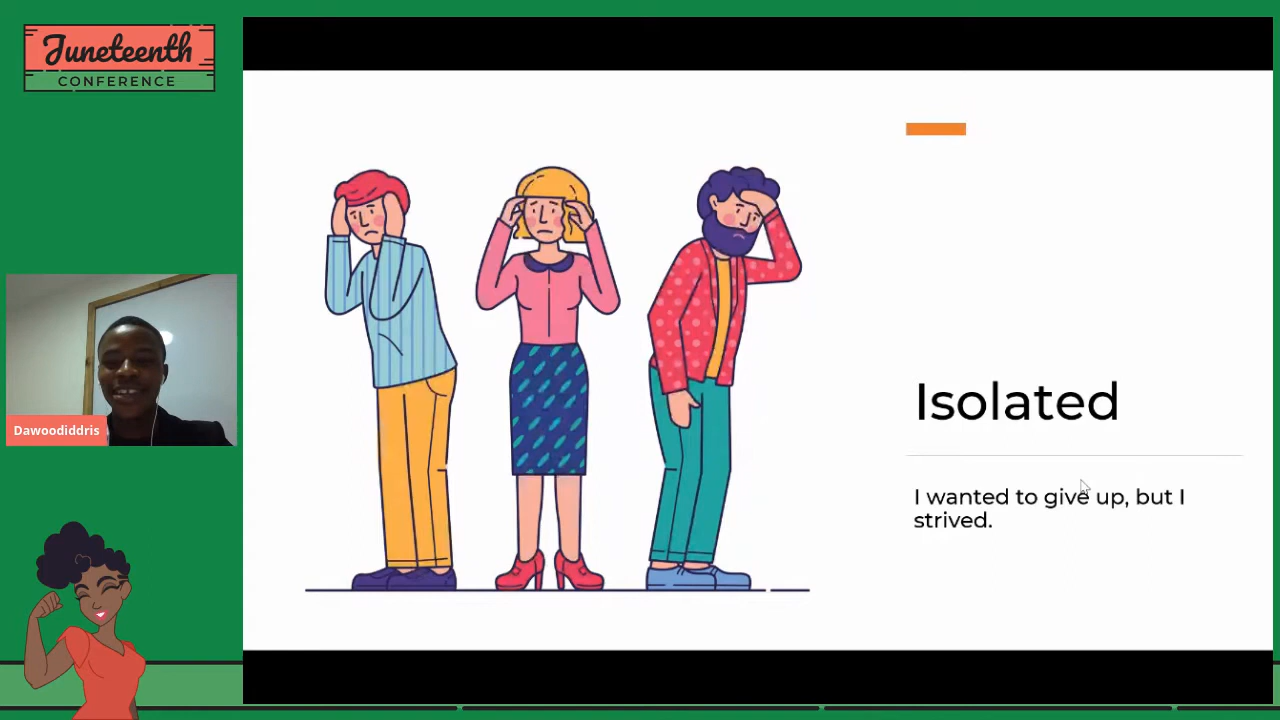 Juneteenth
CONFERENCE
Dawoodiddris
Isolated
I wanted to give up, but I
strived.